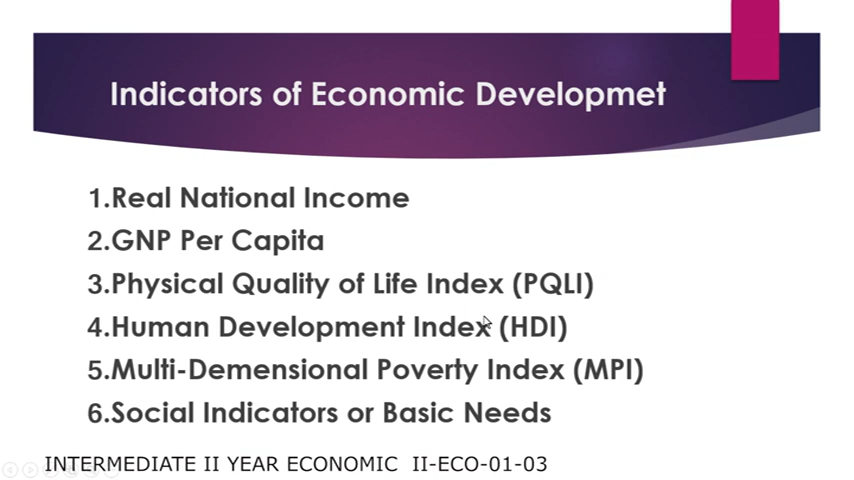 Indicators of Economic Developmet
1.Real National Income
2.GNP Per Capita
3.Physical Quality of Life Index (PQLI)
4.Human Development Index (HDI)
5.Multi-Demensional Poverty Index (MPI)
6.Social Indicators or Basic Needs
INTERMEDIATE II YEAR ECONOMIC  II-ECO-01-03